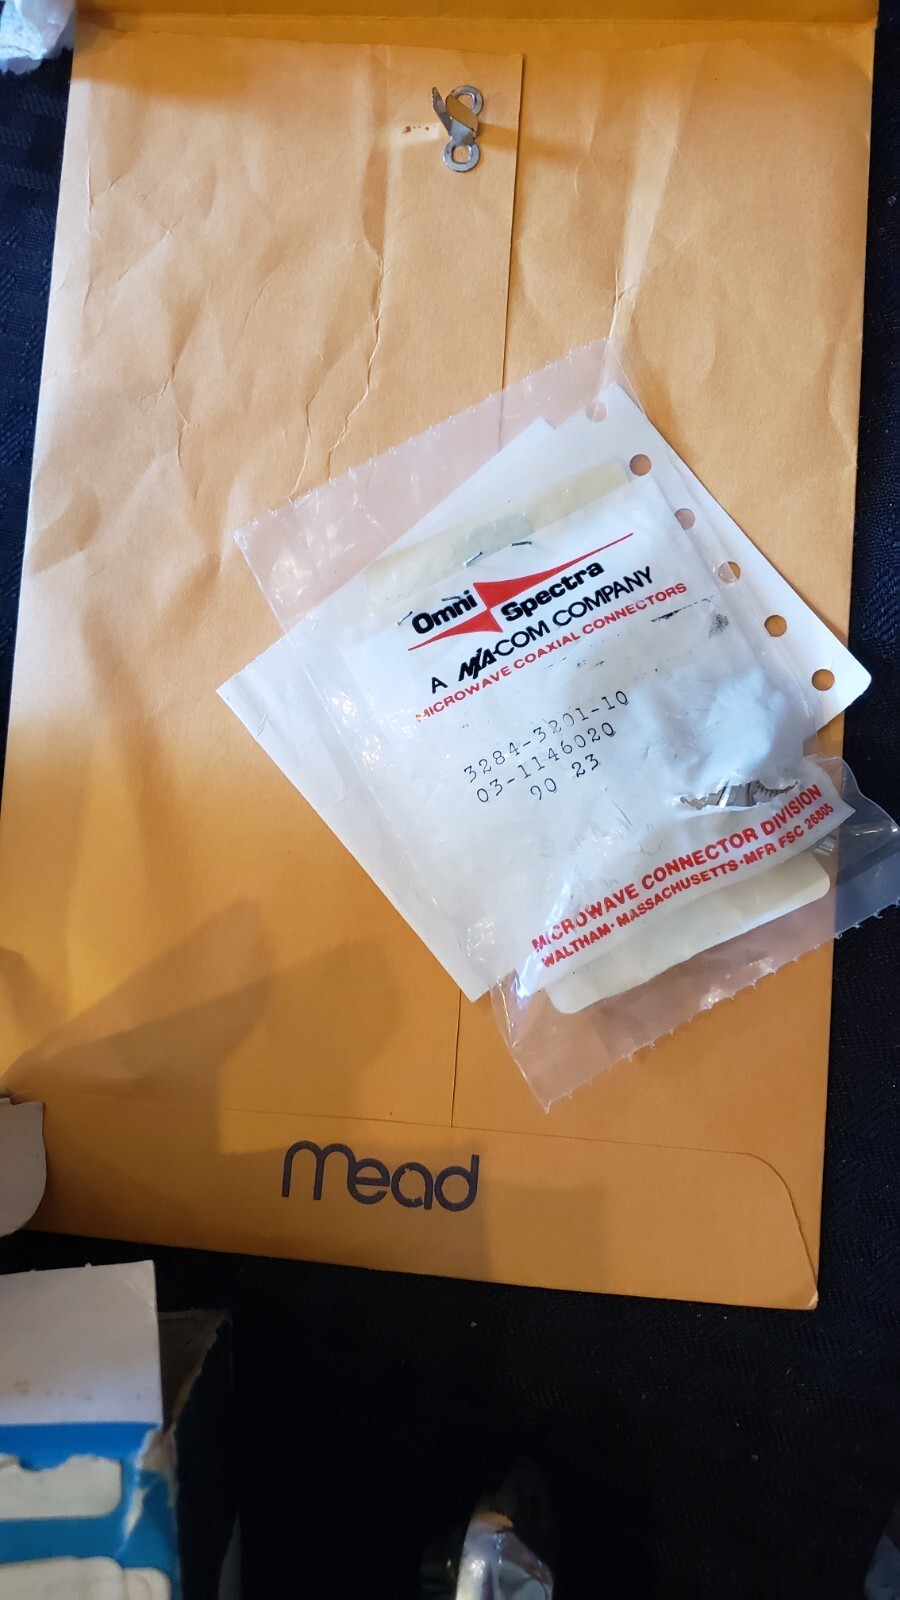 Omni Spectra
A M/A-COM COMPANY
MICROWAVE COAXIAL CONNECTORS
3284-3201-10
03-1146020
90 23
MICROWAVE CONNECTOR DIVISION
WALTHAM·MASSACHUSETTS·MFR FSC 26805
mead